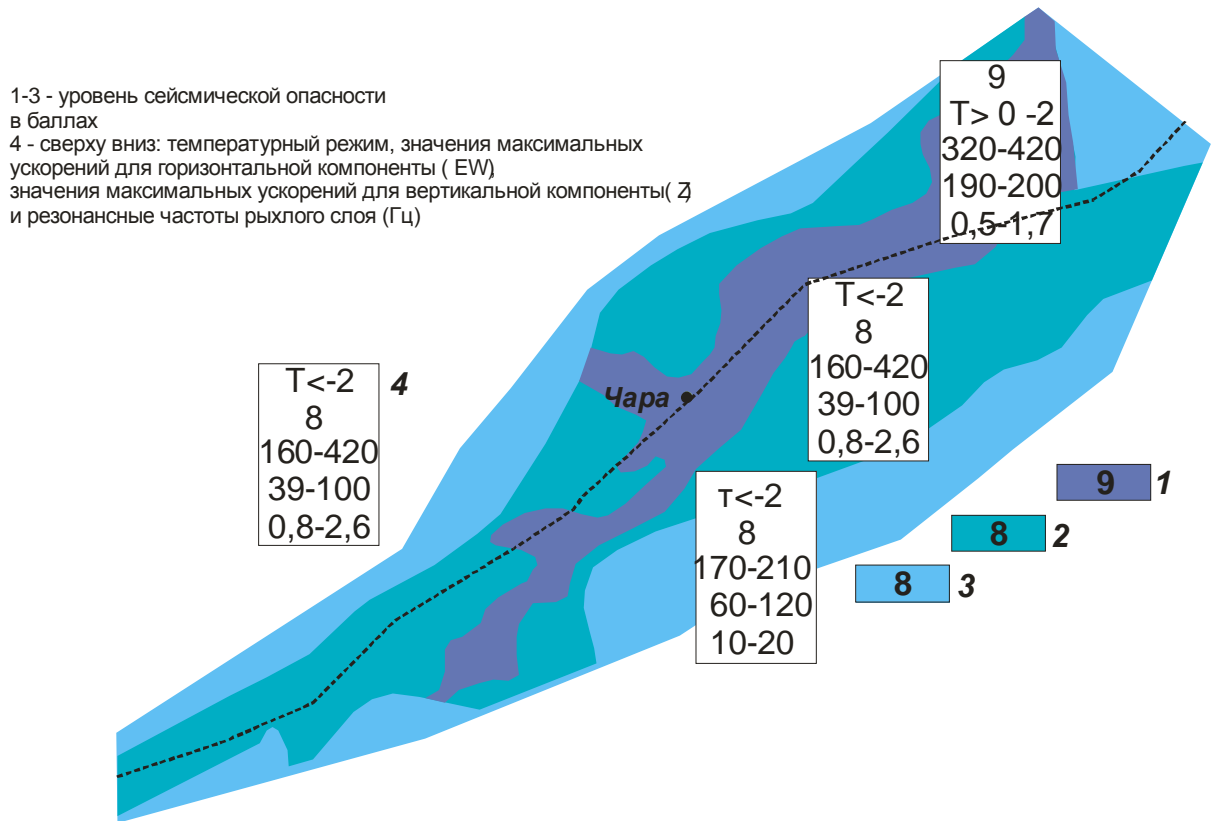 1-3 - уровень сейсмической опасности
в баллах
4 - сверху вниз: температурный режим, значения максимальных
ускорений для горизонтальной компоненты ( EW)
значения максимальных ускорений для вертикальной компоненты( Z)
и резонансные частоты рыхлого слоя (Гц)
9
T> 0 -2
320-420
190-200
0,5-1,7
T<-2
8
160-420
39-100
0,8-2,6
T<-2
8
160-420
39-100
0,8-2,6
4
Чара
т<-2
8
170-210
60-120
10-20
9 1
8 2
8 3